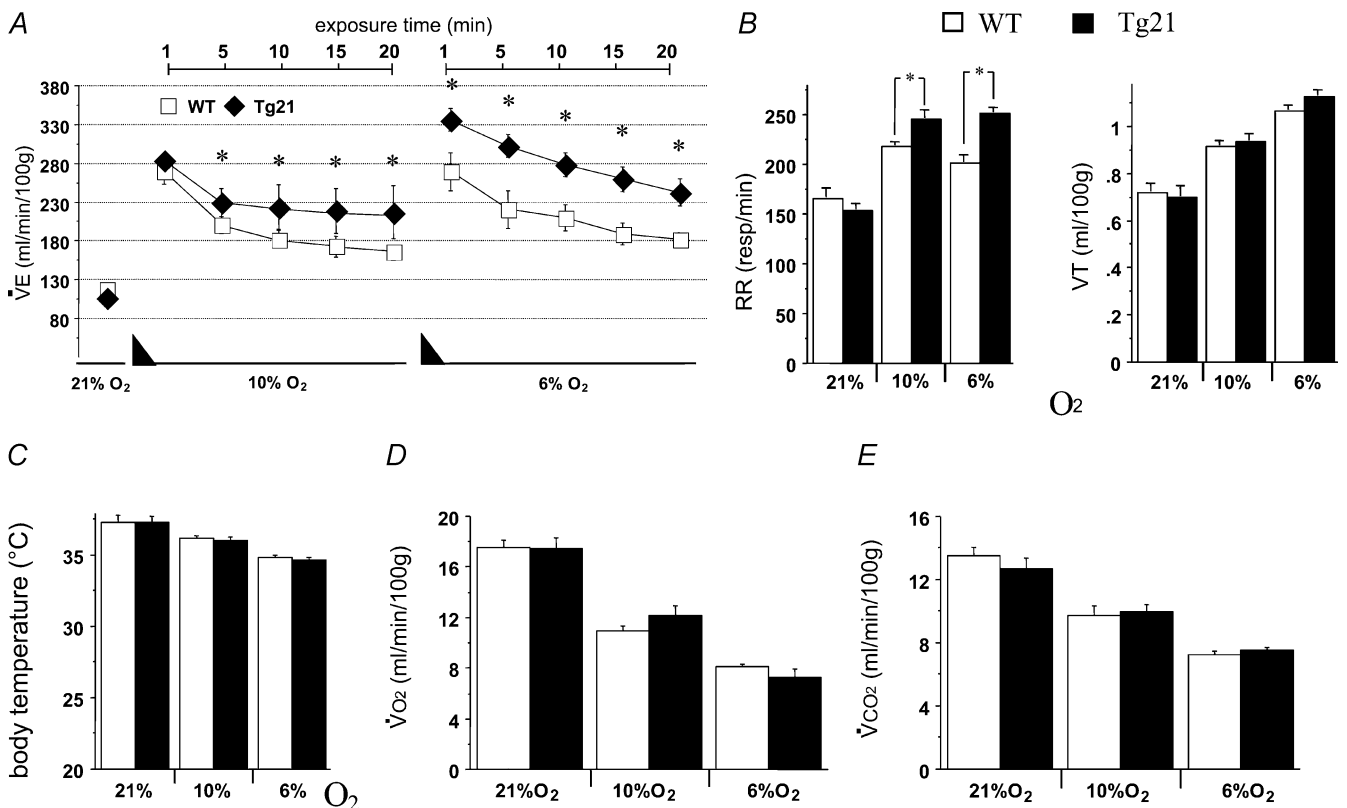 A
exposure time (min)
1 5 10 15 20 1 5 10 15 20
V̇E (ml/min/100g)
380
330
280
230
180
130
80
WT Tg21
* * * *
* * * * *
21% O2 10% O2 6% O2
B
WT Tg21
RR (resp/min)
250
200
150
100
50
0
* *
21% 10% 6%
VT (ml/100g)
1
.8
.6
.4
.2
0
21% 10% 6%
O2
C
body temperature (°C)
35
30
25
20
21% 10% 6% O2
D
V̇O2 (ml/min/100g)
20
16
12
8
4
0
21%O2 10%O2 6%O2
E
V̇CO2 (ml/min/100g)
16
12
8
4
0
21%O2 10%O2 6%O2